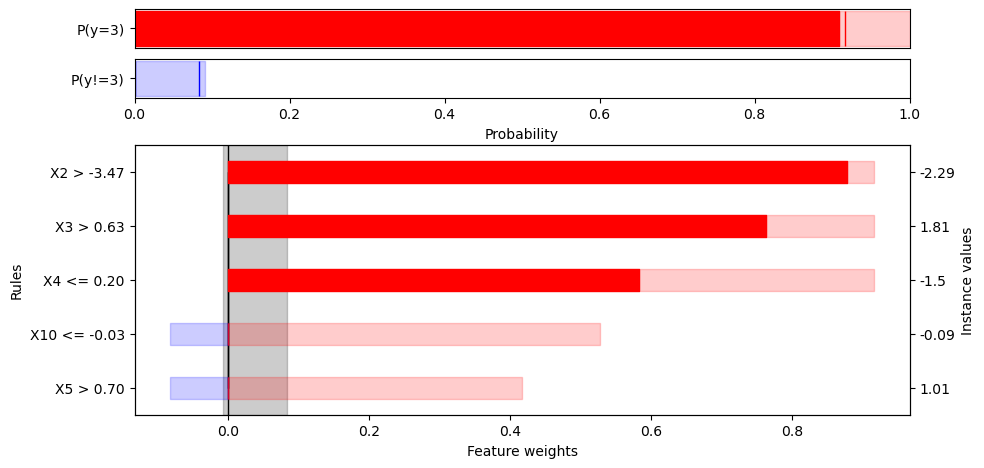 P(y=3)
P(y!=3)
0.0 0.2 0.4 0.6 0.8 1.0
Probability
Rules
X2 > -3.47 -2.29
X3 > 0.63 1.81
X4 <= 0.20 -1.5
X10 <= -0.03 -0.09
X5 > 0.70 1.01
Instance values
0.0 0.2 0.4 0.6 0.8
Feature weights